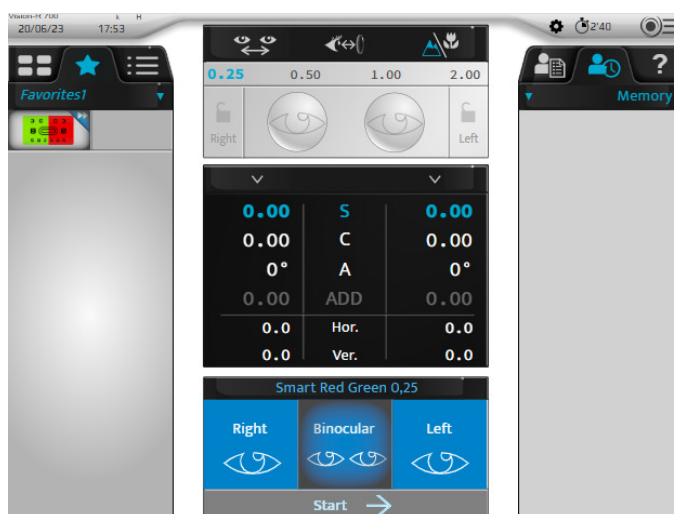 Vision-R 700
20/06/23 17:53
2'40
Favorites1
Memory
?
0.25 0.50 1.00 2.00
Right Left
0.00 S 0.00
0.00 C 0.00
0° A 0°
0.00 ADD 0.00
0.0 Hor. 0.0
0.0 Ver. 0.0
Smart Red Green 0,25
Right Binocular Left
Start